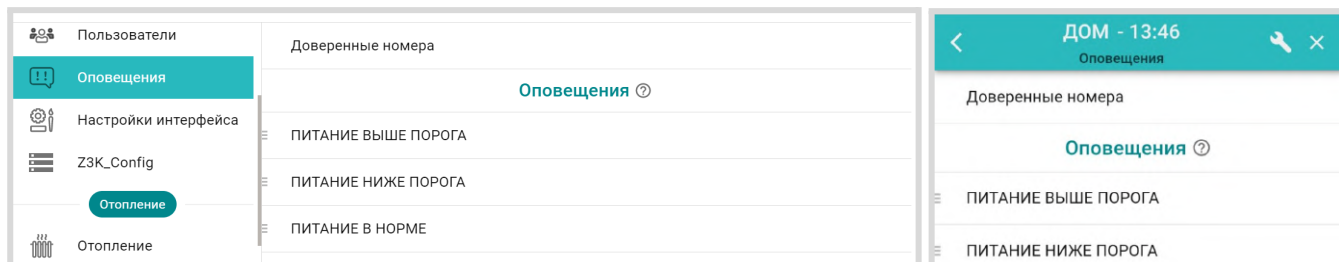 Пользователи
Оповещения
Настройки интерфейса
Z3K_Config
Отопление
Отопление
Доверенные номера
Оповещения ?
ПИТАНИЕ ВЫШЕ ПОРОГА
ПИТАНИЕ НИЖЕ ПОРОГА
ПИТАНИЕ В НОРМЕ
ДОМ - 13:46
Оповещения
Доверенные номера
Оповещения ?
ПИТАНИЕ ВЫШЕ ПОРОГА
ПИТАНИЕ НИЖЕ ПОРОГА